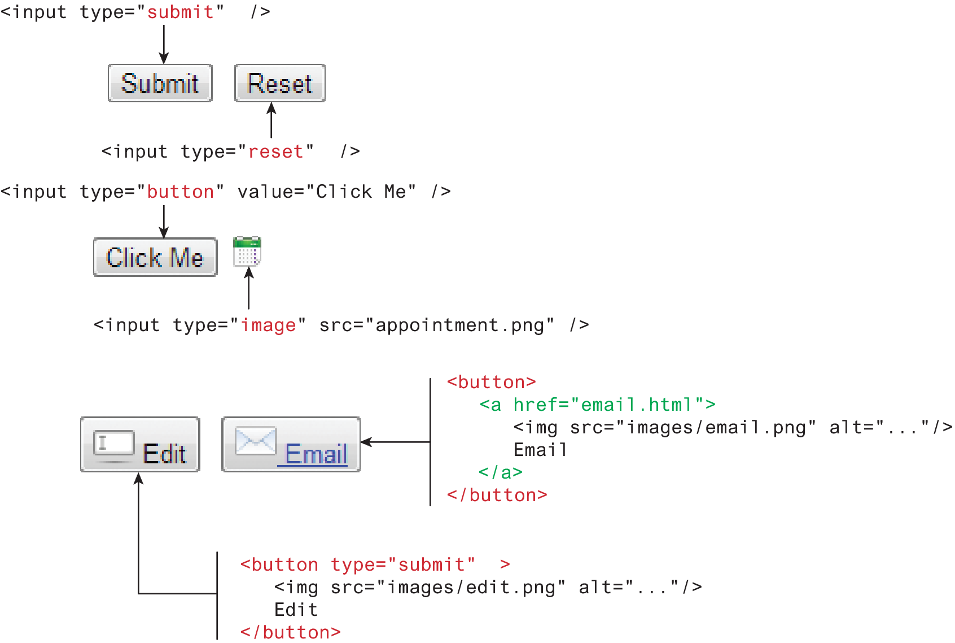 <input type="submit"  />
Submit
Reset
<input type="reset"  />
<input type="button" value="Click Me" />
Click Me
<input type="image" src="appointment.png" />
<button>
<a href="email.html">
<img src="images/email.png" alt="..."/>
Email
</a>
</button>
Edit
Email
<button type="submit"  >
<img src="images/edit.png" alt="..."/>
Edit
</button>